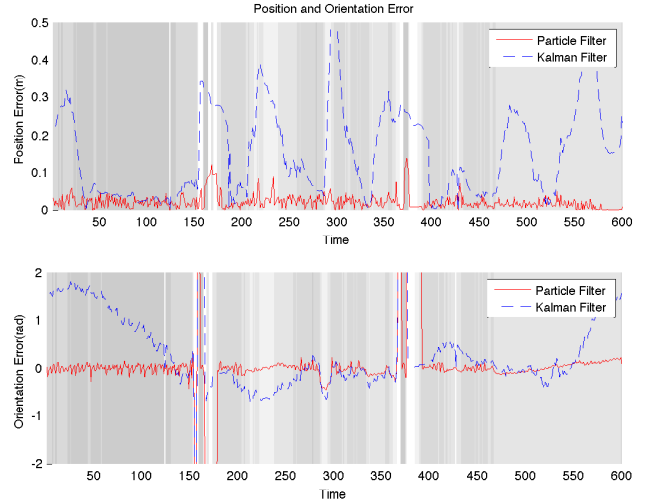 Position and Orientation Error
Position Error(m)
0.5
0.4
0.3
0.2
0.1
0
Particle Filter
Kalman Filter
50 100 150 200 250 300 350 400 450 500 550 600
Time
Orientation Error(rad)
2
1
0
-1
-2
Particle Filter
Kalman Filter
50 100 150 200 250 300 350 400 450 500 550 600
Time